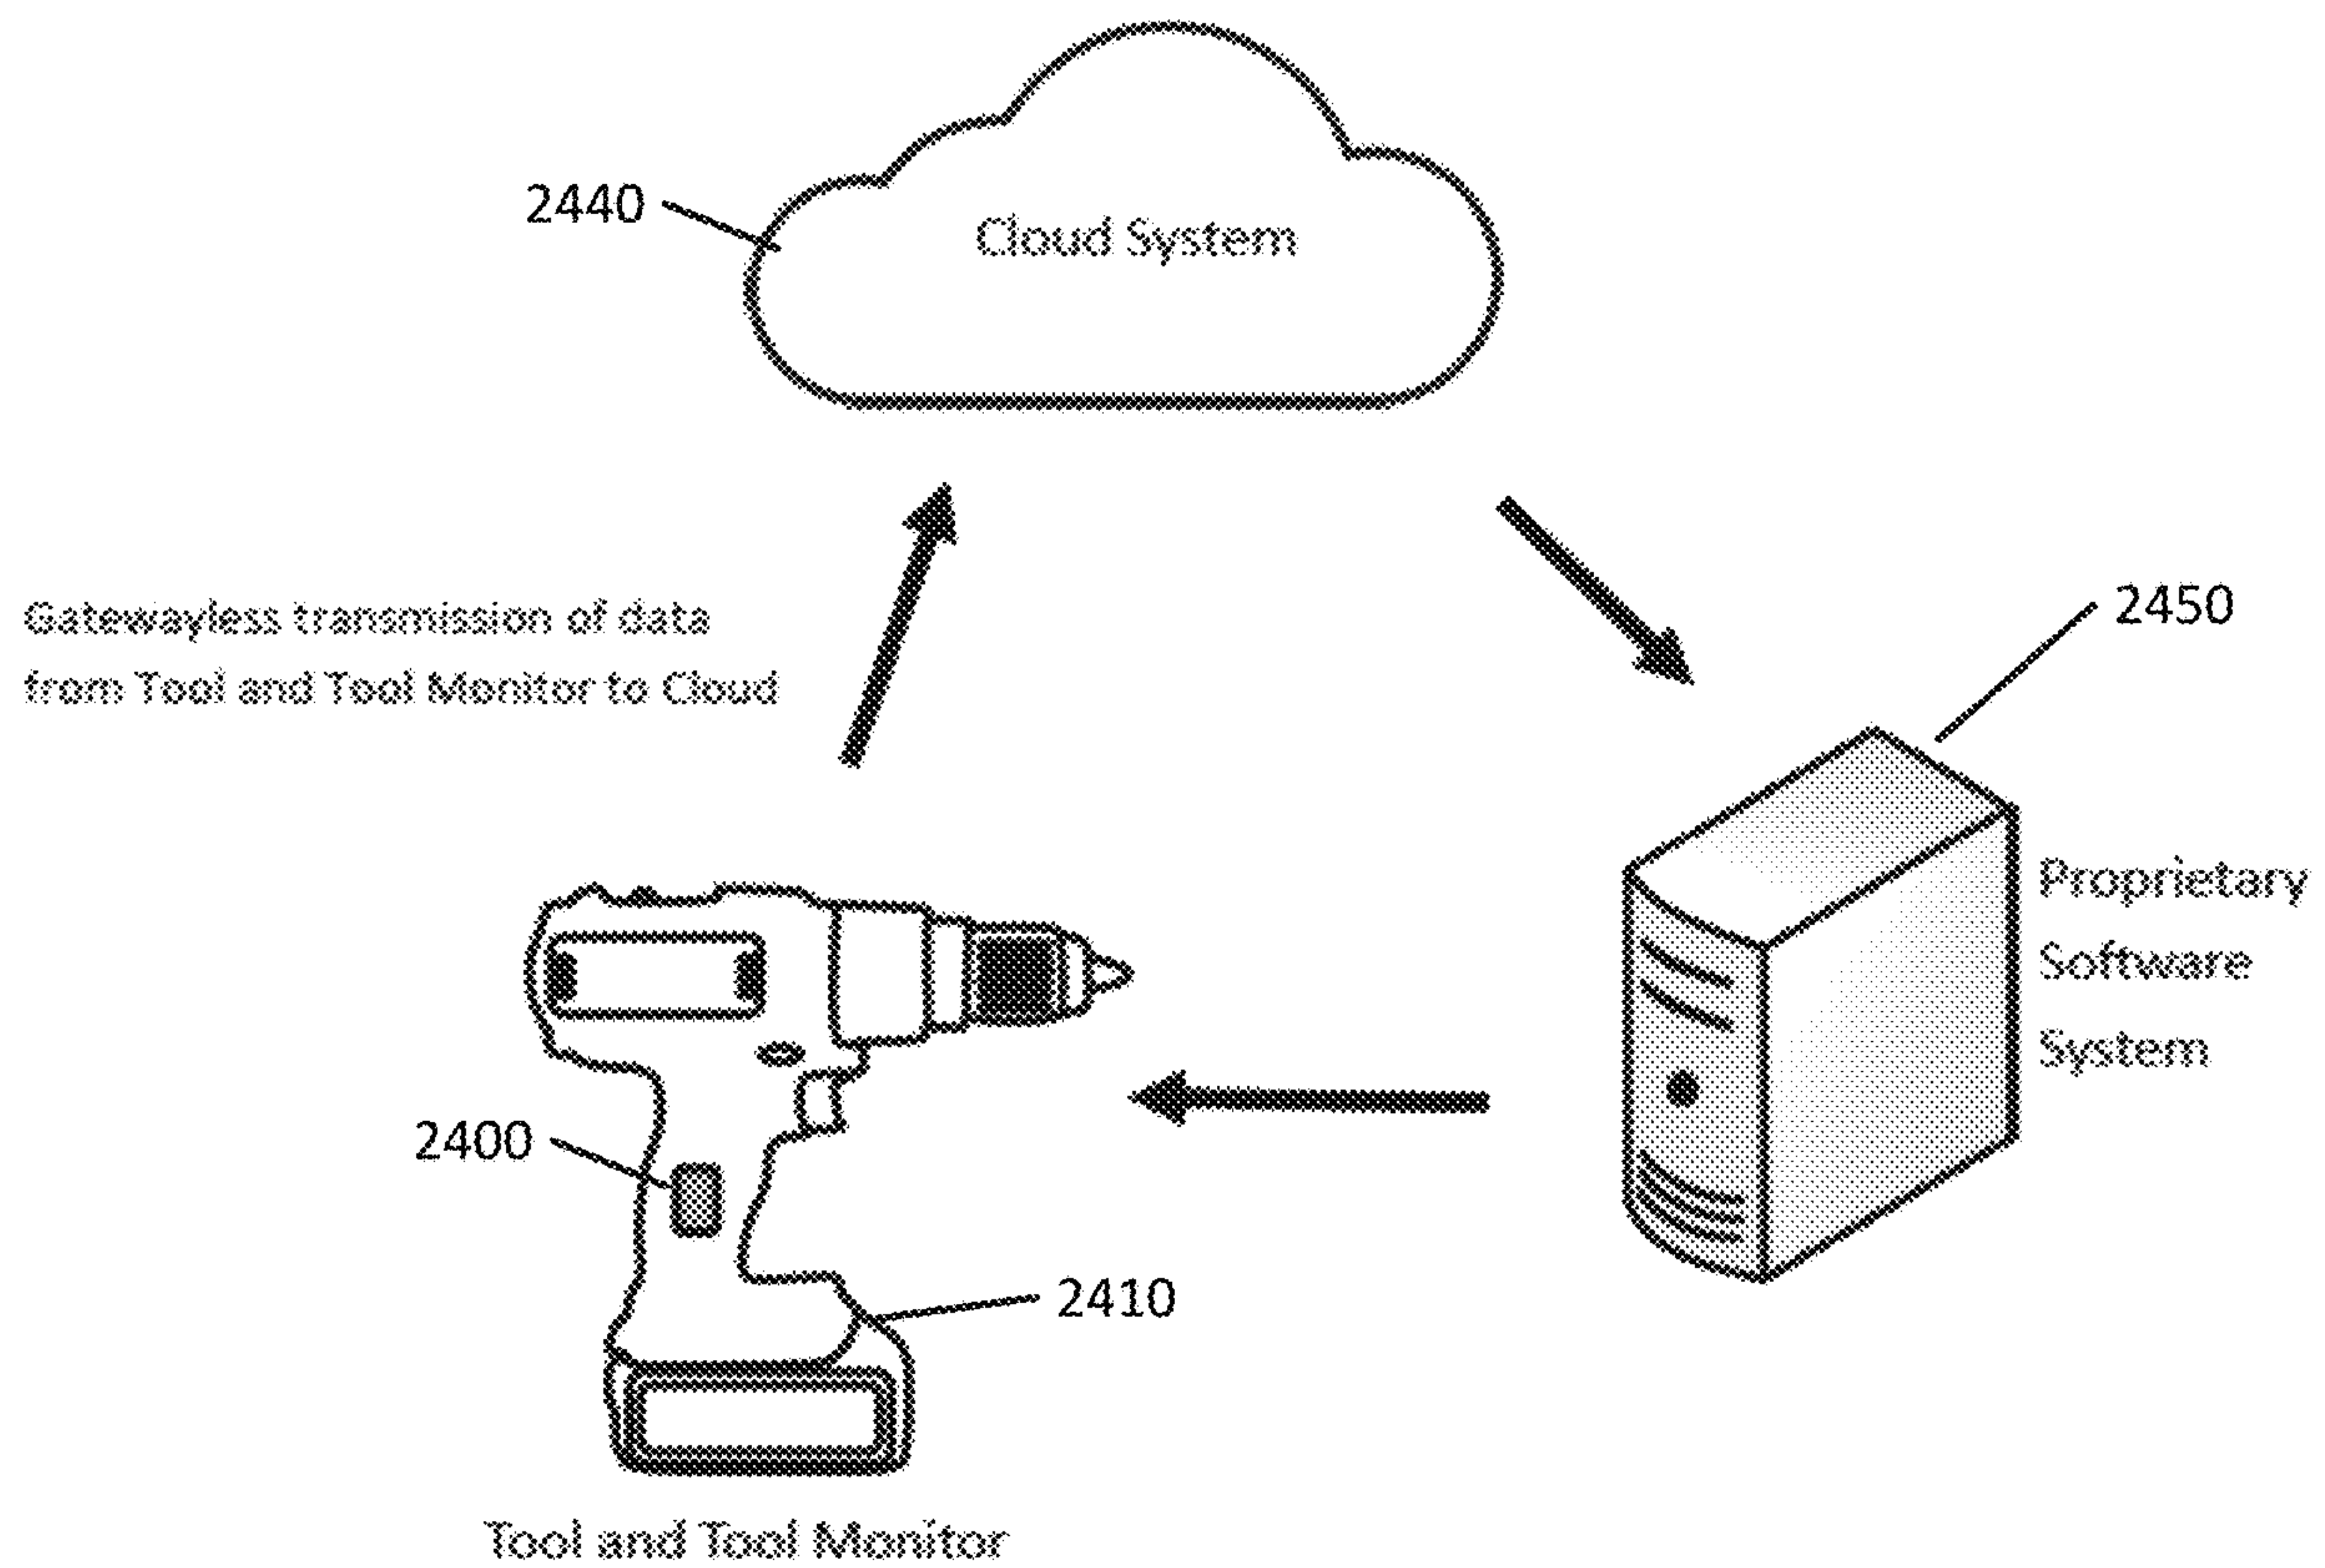 2440
Cloud System
Gatewayless transmission of data
from Tool and Tool Monitor to Cloud
2450
Proprietary
Software
System
2400
2410
Tool and Tool Monitor